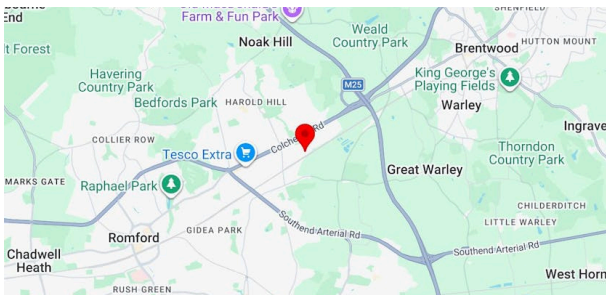 End
Farm & Fun Park
SHENFIELD
Weald
Country Park
Noak Hill
Brentwood
HUTTON MOUNT
lt Forest
Havering
Country Park
M25
King George's
Playing Fields
Bedfords Park
HAROLD HILL
Warley
Ingrave
COLLIER ROW
Colche
Rd
Tesco Extra
Thorndon
Country Park
Great Warley
MARKS GATE
Raphael Park
CHILDERDITCH
LITTLE WARLEY
Southend Arterial Rd
GIDEA PARK
Romford
Southend Arterial Rd
Chadwell
Heath
West Horn
RUSH GREEN